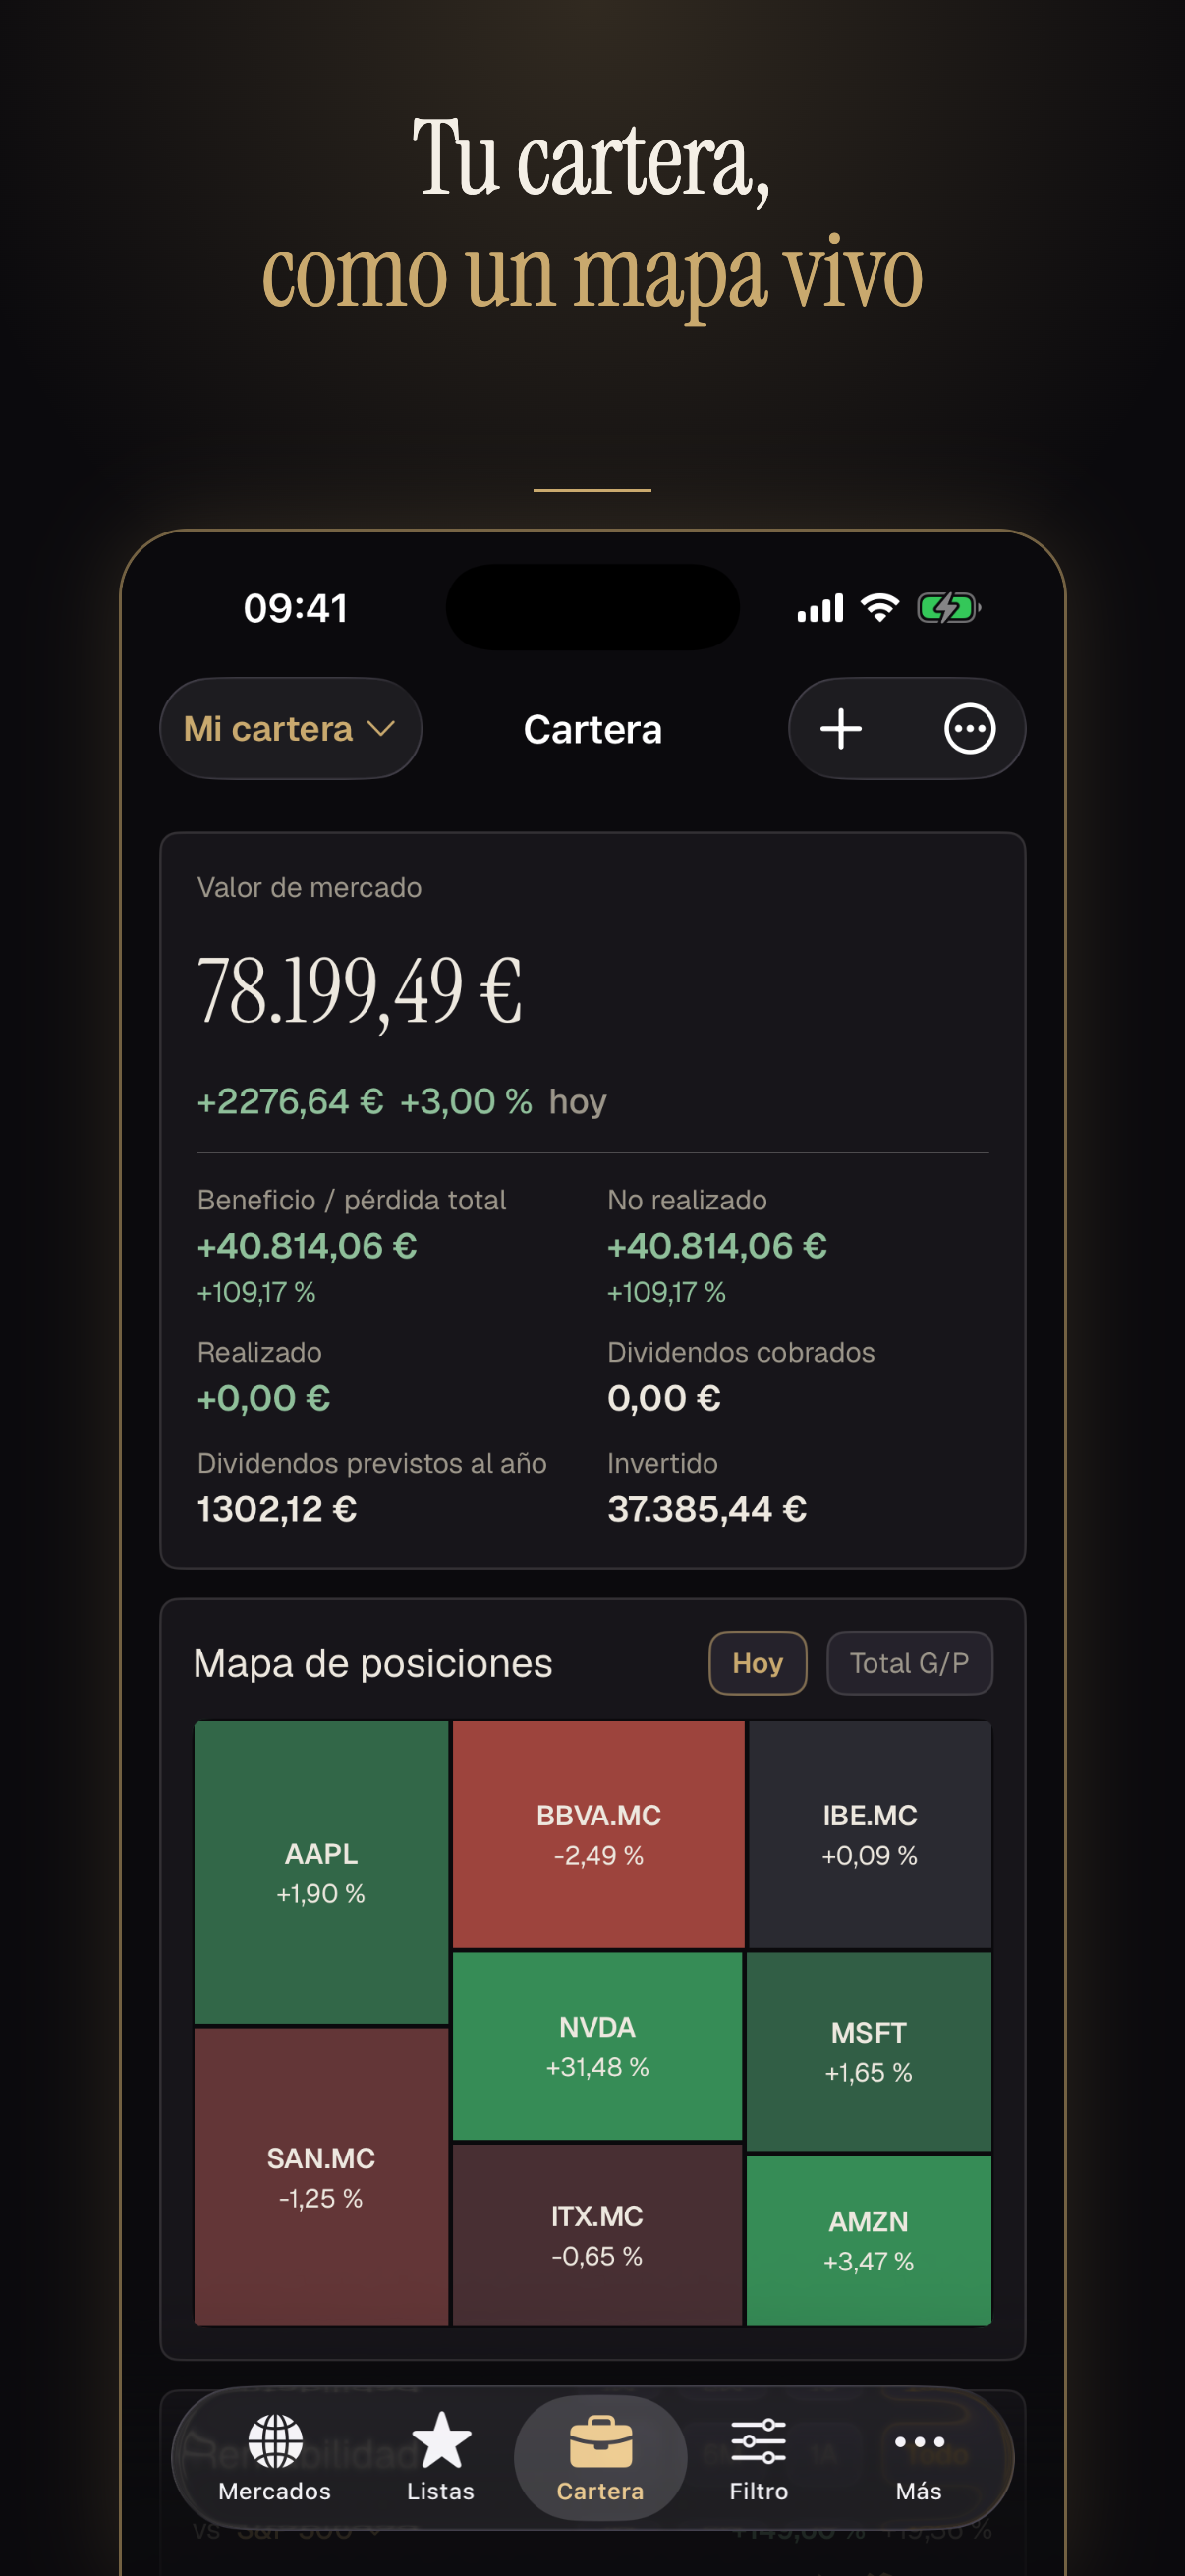 Tu cartera,
como un mapa vivo
09:41
Mi cartera
Cartera
Valor de mercado
78.199,49 €
+2276,64 € +3,00 % hoy
Beneficio / pérdida total
+40.814,06 €
+109,17 %
No realizado
+40.814,06 €
+109,17 %
Realizado
+0,00 €
Dividendos cobrados
0,00 €
Dividendos previstos al año
1302,12 €
Invertido
37.385,44 €
Mapa de posiciones
Hoy
Total G/P
AAPL
+1,90 %
BBVA.MC
-2,49 %
IBE.MC
+0,09 %
NVDA
+31,48 %
MSFT
+1,65 %
SAN.MC
-1,25 %
ITX.MC
-0,65 %
AMZN
+3,47 %
Mercados
Listas
Cartera
Filtro
Más